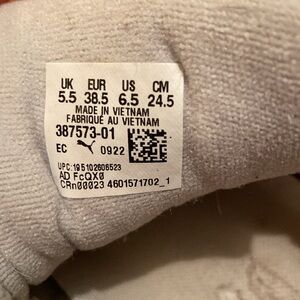 UK EUR US CM
5.5 38.5 6.5 24.5
MADE IN VIETNAM
FABRIQUÉ AU VIETNAM
387573-01
EC 0922
UPC:195102606523
AD FcQX0
CRn00023 4601571702_1